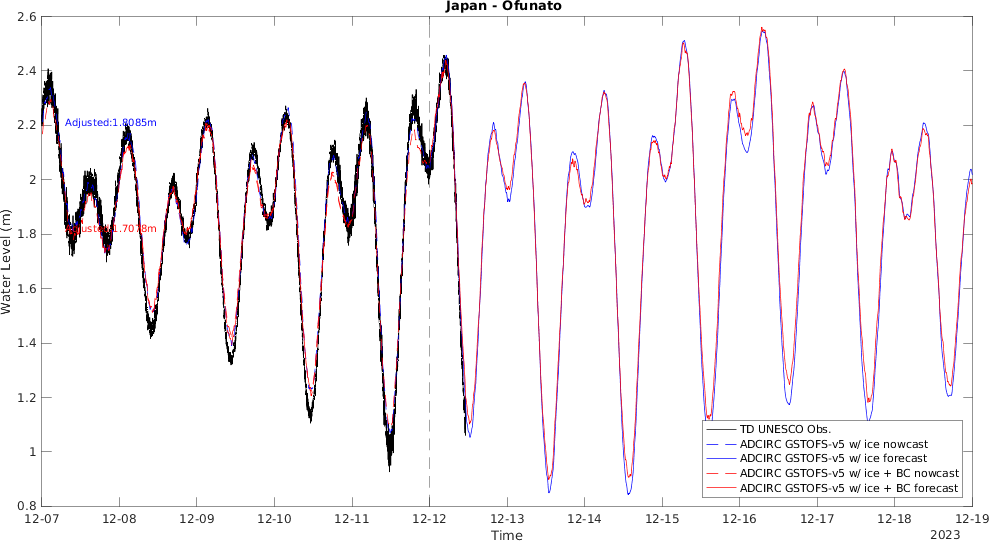 Japan - Ofunato
2.6
2.4
2.2
2
1.8
1.6
1.4
1.2
1
0.8
Water Level (m)
Adjusted:1.8085m
Adjusted:1.7078m
TD UNESCO Obs.
ADCIRC GSTOFS-v5 w/ ice nowcast
ADCIRC GSTOFS-v5 w/ ice forecast
ADCIRC GSTOFS-v5 w/ ice + BC nowcast
ADCIRC GSTOFS-v5 w/ ice + BC forecast
12-07 12-08 12-09 12-10 12-11 12-12 12-13 12-14 12-15 12-16 12-17 12-18 12-19
Time
2023